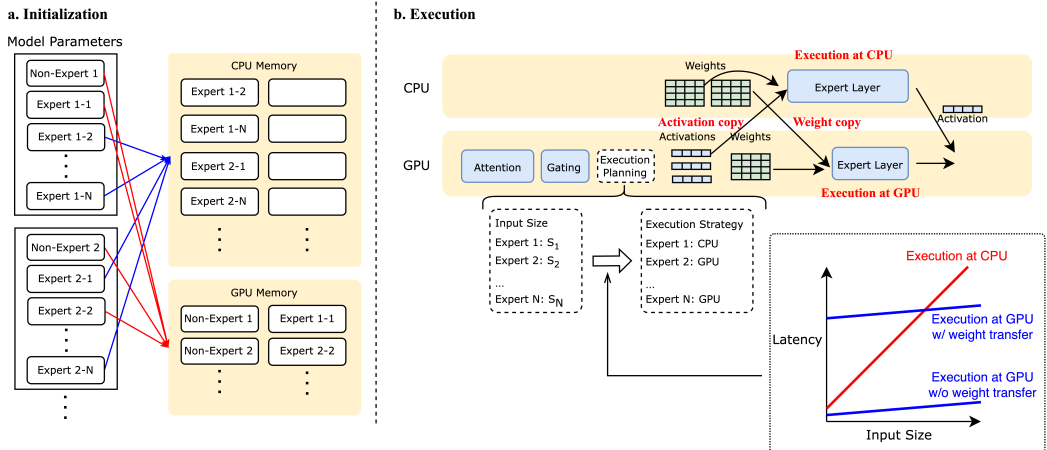 a. Initialization
Model Parameters
Non-Expert 1
Expert 1-1
Expert 1-2
Expert 1-N
Non-Expert 2
Expert 2-1
Expert 2-2
Expert 2-N
CPU Memory
Expert 1-2
Expert 1-N
Expert 2-1
Expert 2-N
GPU Memory
Non-Expert 1
Expert 1-1
Non-Expert 2
Expert 2-2
b. Execution
CPU
Weights
Execution at CPU
Expert Layer
Activation
Activation copy
Weight copy
GPU
Attention
Gating
Execution
Planning
Activations
Weights
Expert Layer
Execution at GPU
Input Size
Expert 1: S1
Expert 2: S2
...
Expert N: SN
Execution Strategy
Expert 1: CPU
Expert 2: GPU
...
Expert N: GPU
Latency
Execution at CPU
Execution at GPU
w/ weight transfer
Execution at GPU
w/o weight transfer
Input Size